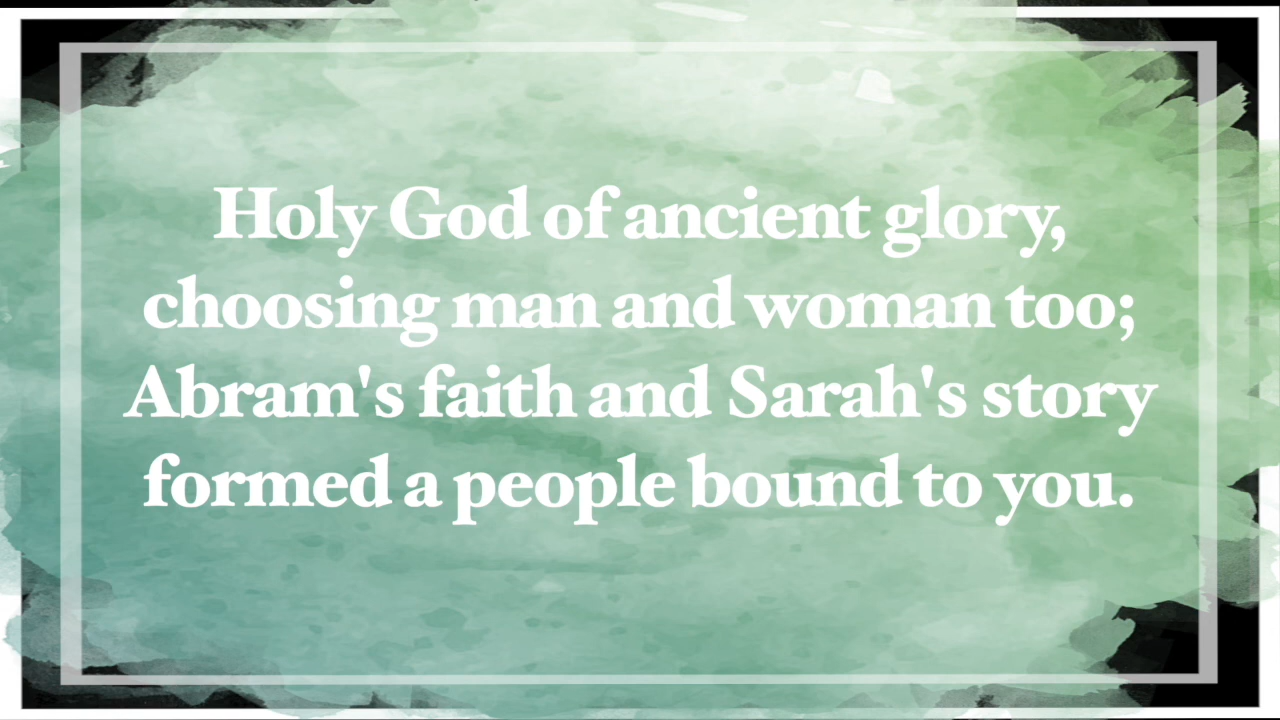 Holy God of ancient glory,
choosing man and woman too;
Abram's faith and Sarah's story
formed a people bound to you.